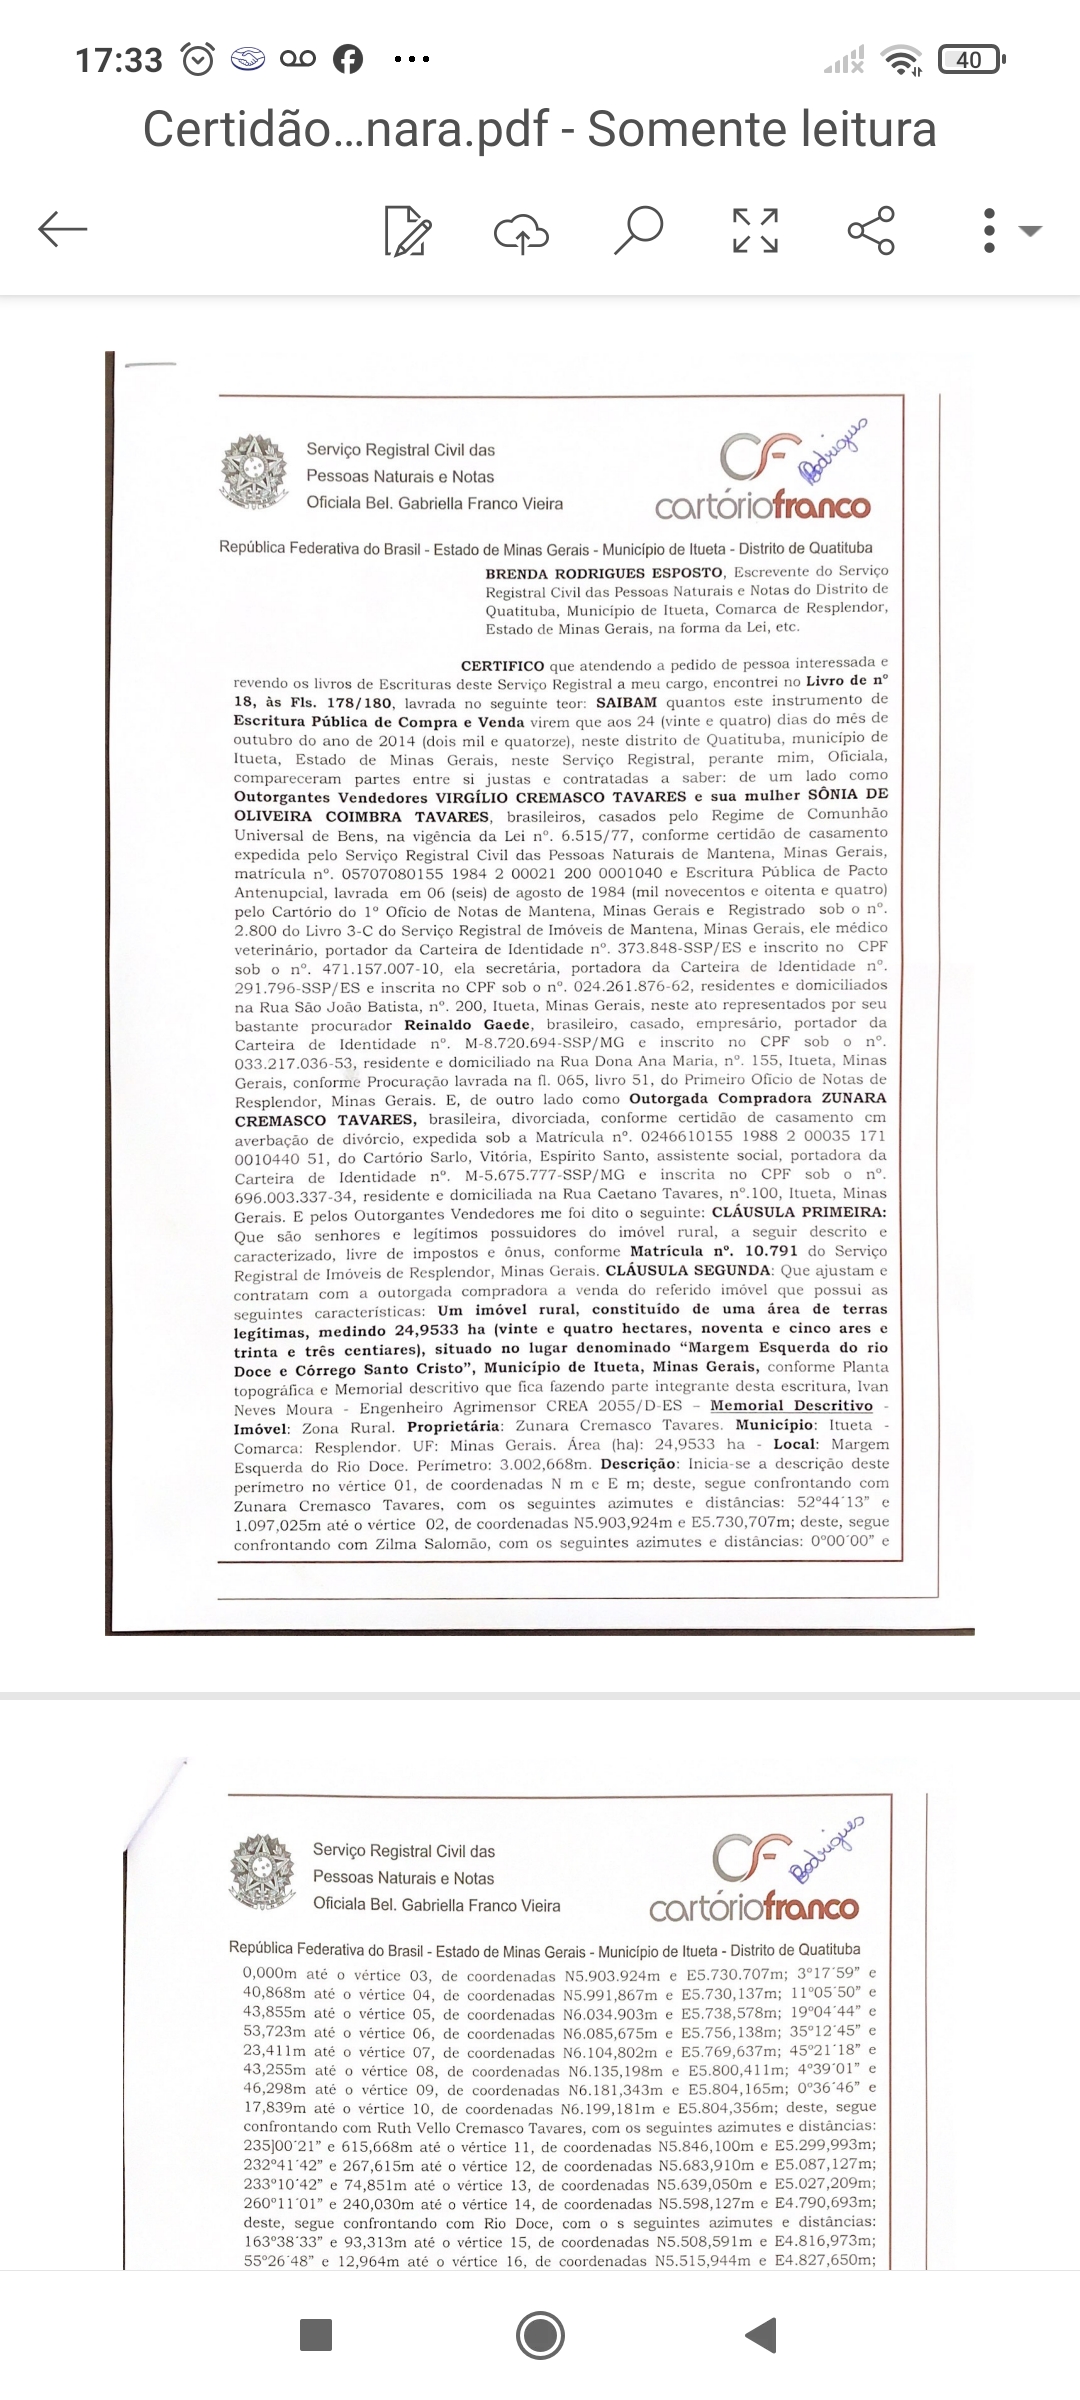 17:33
40
Certidão...nara.pdf - Somente leitura
Serviço Registral Civil das
Pessoas Naturais e Notas
Oficiala Bel. Gabriella Franco Vieira
CF
Rodrigues
cartóriofranco
República Federativa do Brasil - Estado de Minas Gerais - Município de Itueta - Distrito de Quatituba
BRENDA RODRIGUES ESPOSTO, Escrevente do Serviço
Registral Civil das Pessoas Naturais e Notas do Distrito de
Quatituba, Município de Itueta, Comarca de Resplendor,
Estado de Minas Gerais, na forma da Lei, etc.
CERTIFICO que atendendo a pedido de pessoa interessada e
revendo os livros de Escrituras deste Serviço Registral a meu cargo, encontrei no Livro de nº
18, às Fls. 178/180, lavrada no seguinte teor: SAIBAM quantos este instrumento de
Escritura Pública de Compra e Venda virem que aos 24 (vinte e quatro) dias do mês de
outubro do ano de 2014 (dois mil e quatorze), neste distrito de Quatituba, município de
Itueta, Estado de Minas Gerais, neste Serviço Registral, perante mim, Oficiala,
compareceram partes entre si justas e contratadas a saber: de um lado como
Outorgantes Vendedores VIRGÍLIO CREMASCO TAVARES e sua mulher SÔNIA DE
OLIVEIRA COIMBRA TAVARES, brasileiros, casados pelo Regime de Comunhão
Universal de Bens, na vigência da Lei nº. 6.515/77, conforme certidão de casamento
expedida pelo Serviço Registral Civil das Pessoas Naturais de Mantena, Minas Gerais,
matrícula nº. 05707080155 1984 2 00021 200 0001040 e Escritura Pública de Pacto
Antenupcial, lavrada em 06 (seis) de agosto de 1984 (mil novecentos e oitenta e quatro)
pelo Cartório do 1º Ofício de Notas de Mantena, Minas Gerais e Registrado sob o nº.
2.800 do Livro 3-C do Serviço Registral de Imóveis de Mantena, Minas Gerais, ele médico
veterinário, portador da Carteira de Identidade nº. 373.848-SSP/ES e inscrito no CPF
sob o nº. 471.157.007-10, ela secretária, portadora da Carteira de Identidade nº.
291.796-SSP/ES e inscrita no CPF sob o nº. 024.261.876-62, residentes e domiciliados
na Rua São João Batista, nº. 200, Itueta, Minas Gerais, neste ato representados por seu
bastante procurador Reinaldo Gaede, brasileiro, casado, empresário, portador da
Carteira de Identidade nº. M-8.720.694-SSP/MG e inscrito no CPF sob o nº.
033.217.036-53, residente e domiciliado na Rua Dona Ana Maria, nº. 155, Itueta, Minas
Gerais, conforme Procuração lavrada na fl. 065, livro 51, do Primeiro Ofício de Notas de
Resplendor, Minas Gerais. E, de outro lado como Outorgada Compradora ZUNARA
CREMASCO TAVARES, brasileira, divorciada, conforme certidão de casamento cm
averbação de divórcio, expedida sob a Matrícula nº. 0246610155 1988 2 00035 171
0010440 51, do Cartório Sarlo, Vitória, Espírito Santo, assistente social, portadora da
Carteira de Identidade nº. M-5.675.777-SSP/MG e inscrita no CPF sob o nº.
696.003.337-34, residente e domiciliada na Rua Caetano Tavares, nº.100, Itueta, Minas
Gerais. E pelos Outorgantes Vendedores me foi dito o seguinte: CLÁUSULA PRIMEIRA:
Que são senhores e legítimos possuidores do imóvel rural, a seguir descrito e
caracterizado, livre de impostos e ônus, conforme Matrícula nº. 10.791 do Serviço
Registral de Imóveis de Resplendor, Minas Gerais. CLÁUSULA SEGUNDA: Que ajustam e
contratam com a outorgada compradora a venda do referido imóvel que possui as
seguintes características: Um imóvel rural, constituído de uma área de terras
legítimas, medindo 24,9533 ha (vinte e quatro hectares, noventa e cinco ares e
trinta e três centiares), situado no lugar denominado “Margem Esquerda do rio
Doce e Córrego Santo Cristo”, Município de Itueta, Minas Gerais, conforme Planta
topográfica e Memorial descritivo que fica fazendo parte integrante desta escritura, Ivan
Neves Moura - Engenheiro Agrimensor CREA 2055/D-ES – Memorial Descritivo -
Imóvel: Zona Rural. Proprietária: Zunara Cremasco Tavares. Município: Itueta -
Comarca: Resplendor. UF: Minas Gerais. Área (ha): 24,9533 ha - Local: Margem
Esquerda do Rio Doce. Perímetro: 3.002,668m. Descrição: Inicia-se a descrição deste
perímetro no vértice 01, de coordenadas N m e E m; deste, segue confrontando com
Zunara Cremasco Tavares, com os seguintes azimutes e distâncias: 52º44´13” e
1.097,025m até o vértice 02, de coordenadas N5.903,924m e E5.730,707m; deste, segue
confrontando com Zilma Salomão, com os seguintes azimutes e distâncias: 0º00´00” e
Serviço Registral Civil das
Pessoas Naturais e Notas
Oficiala Bel. Gabriella Franco Vieira
CF
Rodrigues
cartóriofranco
República Federativa do Brasil - Estado de Minas Gerais - Município de Itueta - Distrito de Quatituba
0,000m até o vértice 03, de coordenadas N5.903.924m e E5.730.707m; 3º17´59” e
40,868m até o vértice 04, de coordenadas N5.991,867m e E5.730,137m; 11º05´50” e
43,855m até o vértice 05, de coordenadas N6.034.903m e E5.738,578m; 19º04´44” e
53,723m até o vértice 06, de coordenadas N6.085,675m e E5.756,138m; 35º12´45” e
23,411m até o vértice 07, de coordenadas N6.104,802m e E5.769,637m; 45º21´18” e
43,255m até o vértice 08, de coordenadas N6.135,198m e E5.800,411m; 4º39´01” e
46,298m até o vértice 09, de coordenadas N6.181,343m e E5.804,165m; 0º36´46” e
17,839m até o vértice 10, de coordenadas N6.199,181m e E5.804,356m; deste, segue
confrontando com Ruth Vello Cremasco Tavares, com os seguintes azimutes e distâncias:
235]00´21” e 615,668m até o vértice 11, de coordenadas N5.846,100m e E5.299,993m;
232º41´42” e 267,615m até o vértice 12, de coordenadas N5.683,910m e E5.087,127m;
233º10´42” e 74,851m até o vértice 13, de coordenadas N5.639,050m e E5.027,209m;
260º11´01” e 240,030m até o vértice 14, de coordenadas N5.598,127m e E4.790,693m;
deste, segue confrontando com Rio Doce, com o s seguintes azimutes e distâncias:
163º38´33” e 93,313m até o vértice 15, de coordenadas N5.508,591m e E4.816,973m;
55º26´48” e 12,964m até o vértice 16, de coordenadas N5.515,944m e E4.827,650m;